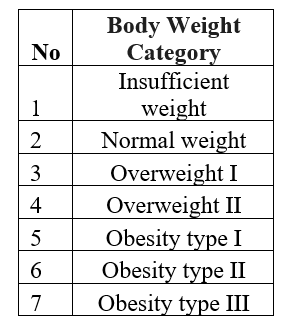 No Body Weight
Category
1 Insufficient
weight
2 Normal weight
3 Overweight I
4 Overweight II
5 Obesity type I
6 Obesity type II
7 Obesity type III